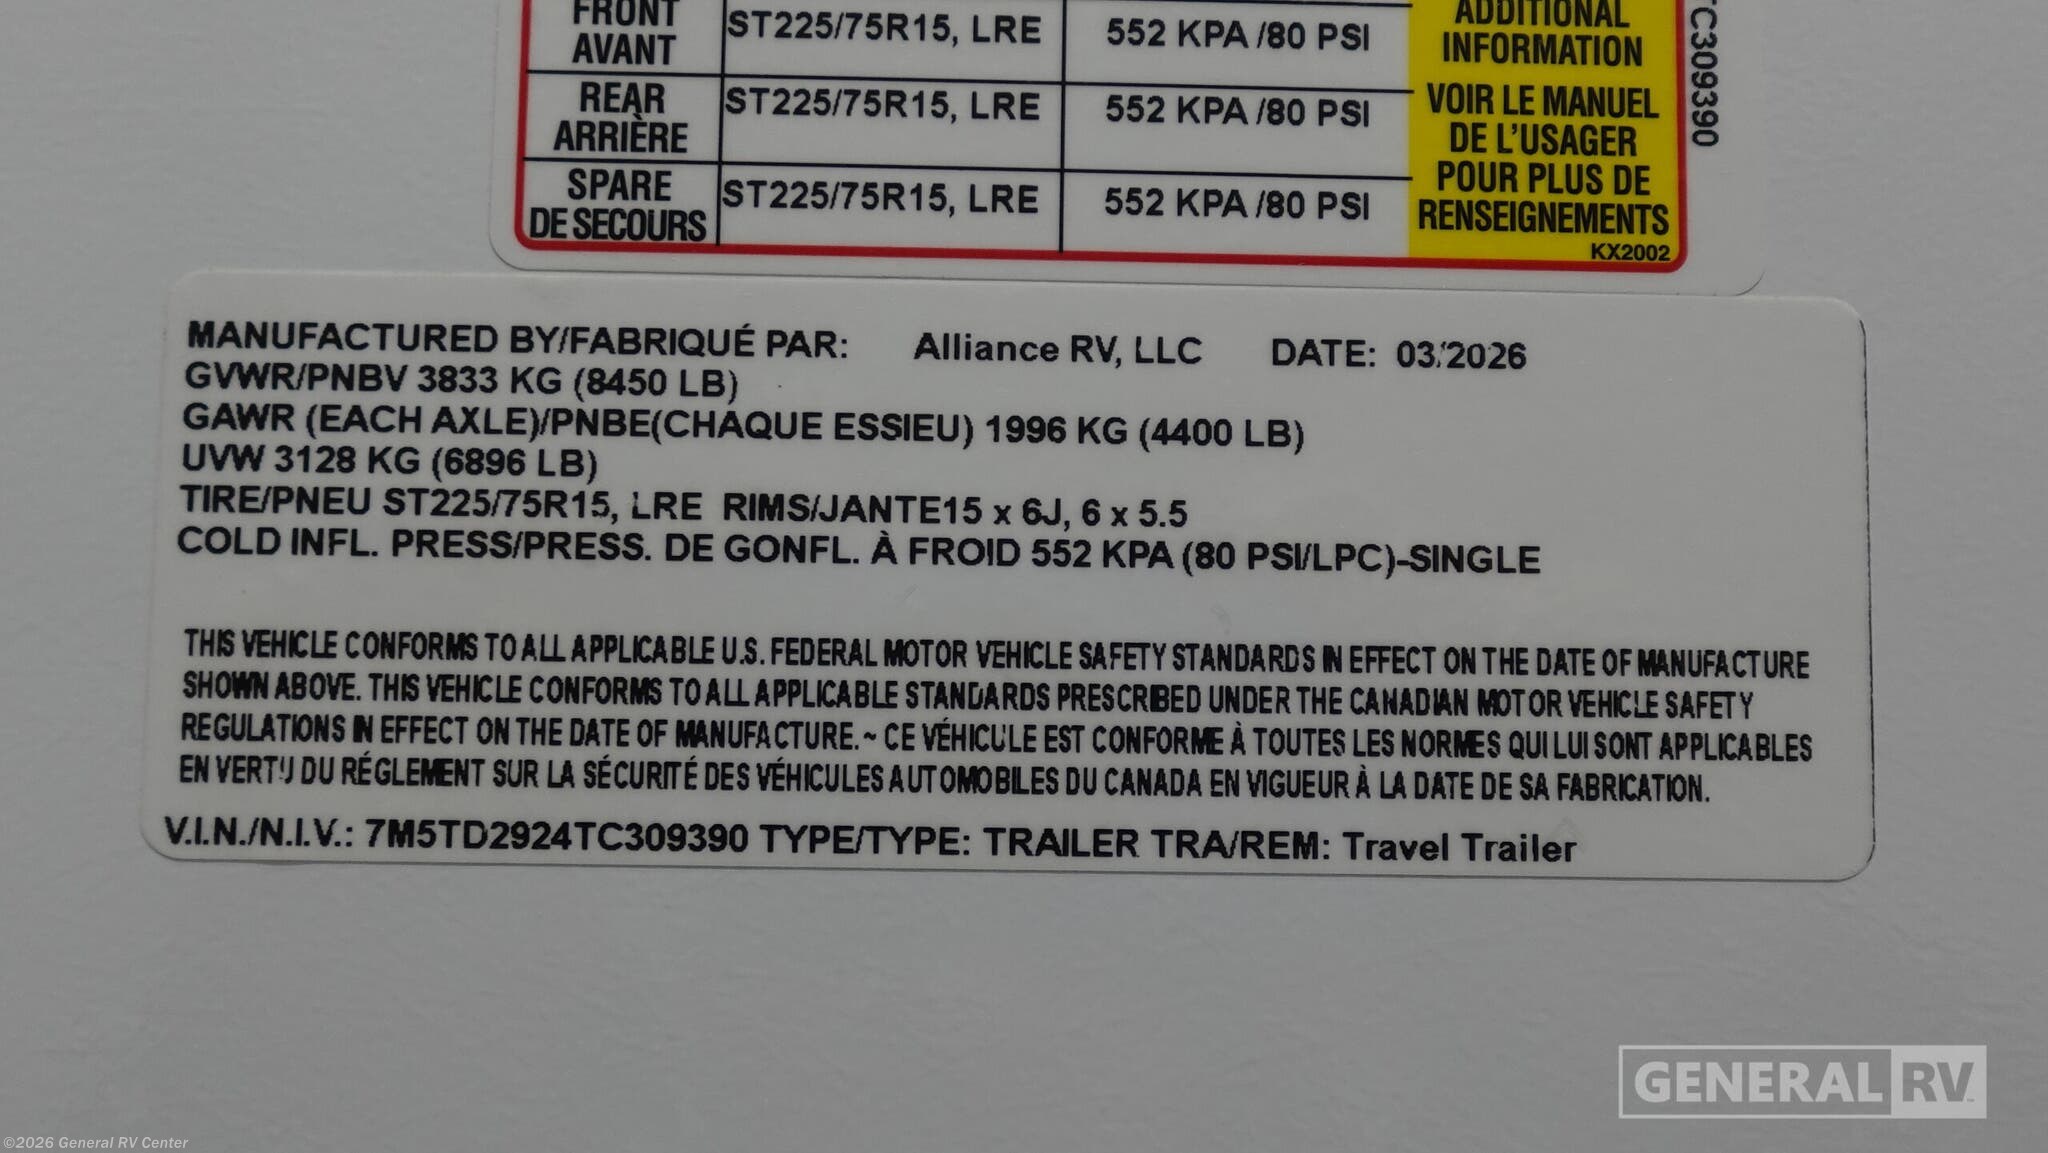 FRONT
AVANT
ST225/75R15, LRE
552 KPA /80 PSI
REAR
ARRIÈRE
ST225/75R15, LRE
552 KPA /80 PSI
SPARE
DE SECOURS
ST225/75R15, LRE
552 KPA /80 PSI
ADDITIONAL
INFORMATION
VOIR LE MANUEL
DE L'USAGER
POUR PLUS DE
RENSEIGNEMENTS
KX2002
TC309390
MANUFACTURED BY/FABRIQUÉ PAR: Alliance RV, LLC DATE: 03/2026
GVWR/PNBV 3833 KG (8450 LB)
GAWR (EACH AXLE)/PNBE(CHAQUE ESSIEU) 1996 KG (4400 LB)
UVW 3128 KG (6896 LB)
TIRE/PNEU ST225/75R15, LRE RIMS/JANTE15 x 6J, 6 x 5.5
COLD INFL. PRESS/PRESS. DE GONFL. À FROID 552 KPA (80 PSI/LPC)-SINGLE
THIS VEHICLE CONFORMS TO ALL APPLICABLE U.S. FEDERAL MOTOR VEHICLE SAFETY STANDARDS IN EFFECT ON THE DATE OF MANUFACTURE
SHOWN ABOVE. THIS VEHICLE CONFORMS TO ALL APPLICABLE STANDARDS PRESCRIBED UNDER THE CANADIAN MOTOR VEHICLE SAFETY
REGULATIONS IN EFFECT ON THE DATE OF MANUFACTURE.~ CE VÉHICULE EST CONFORME À TOUTES LES NORMES QUI LUI SONT APPLICABLES
EN VERTU DU RÉGLEMENT SUR LA SÉCURITÉ DES VÉHICULES AUTOMOBILES DU CANADA EN VIGUEUR À LA DATE DE SA FABRICATION.
V.I.N./N.I.V.: 7M5TD2924TC309390 TYPE/TYPE: TRAILER TRA/REM: Travel Trailer
GENERAL RV
©2026 General RV Center